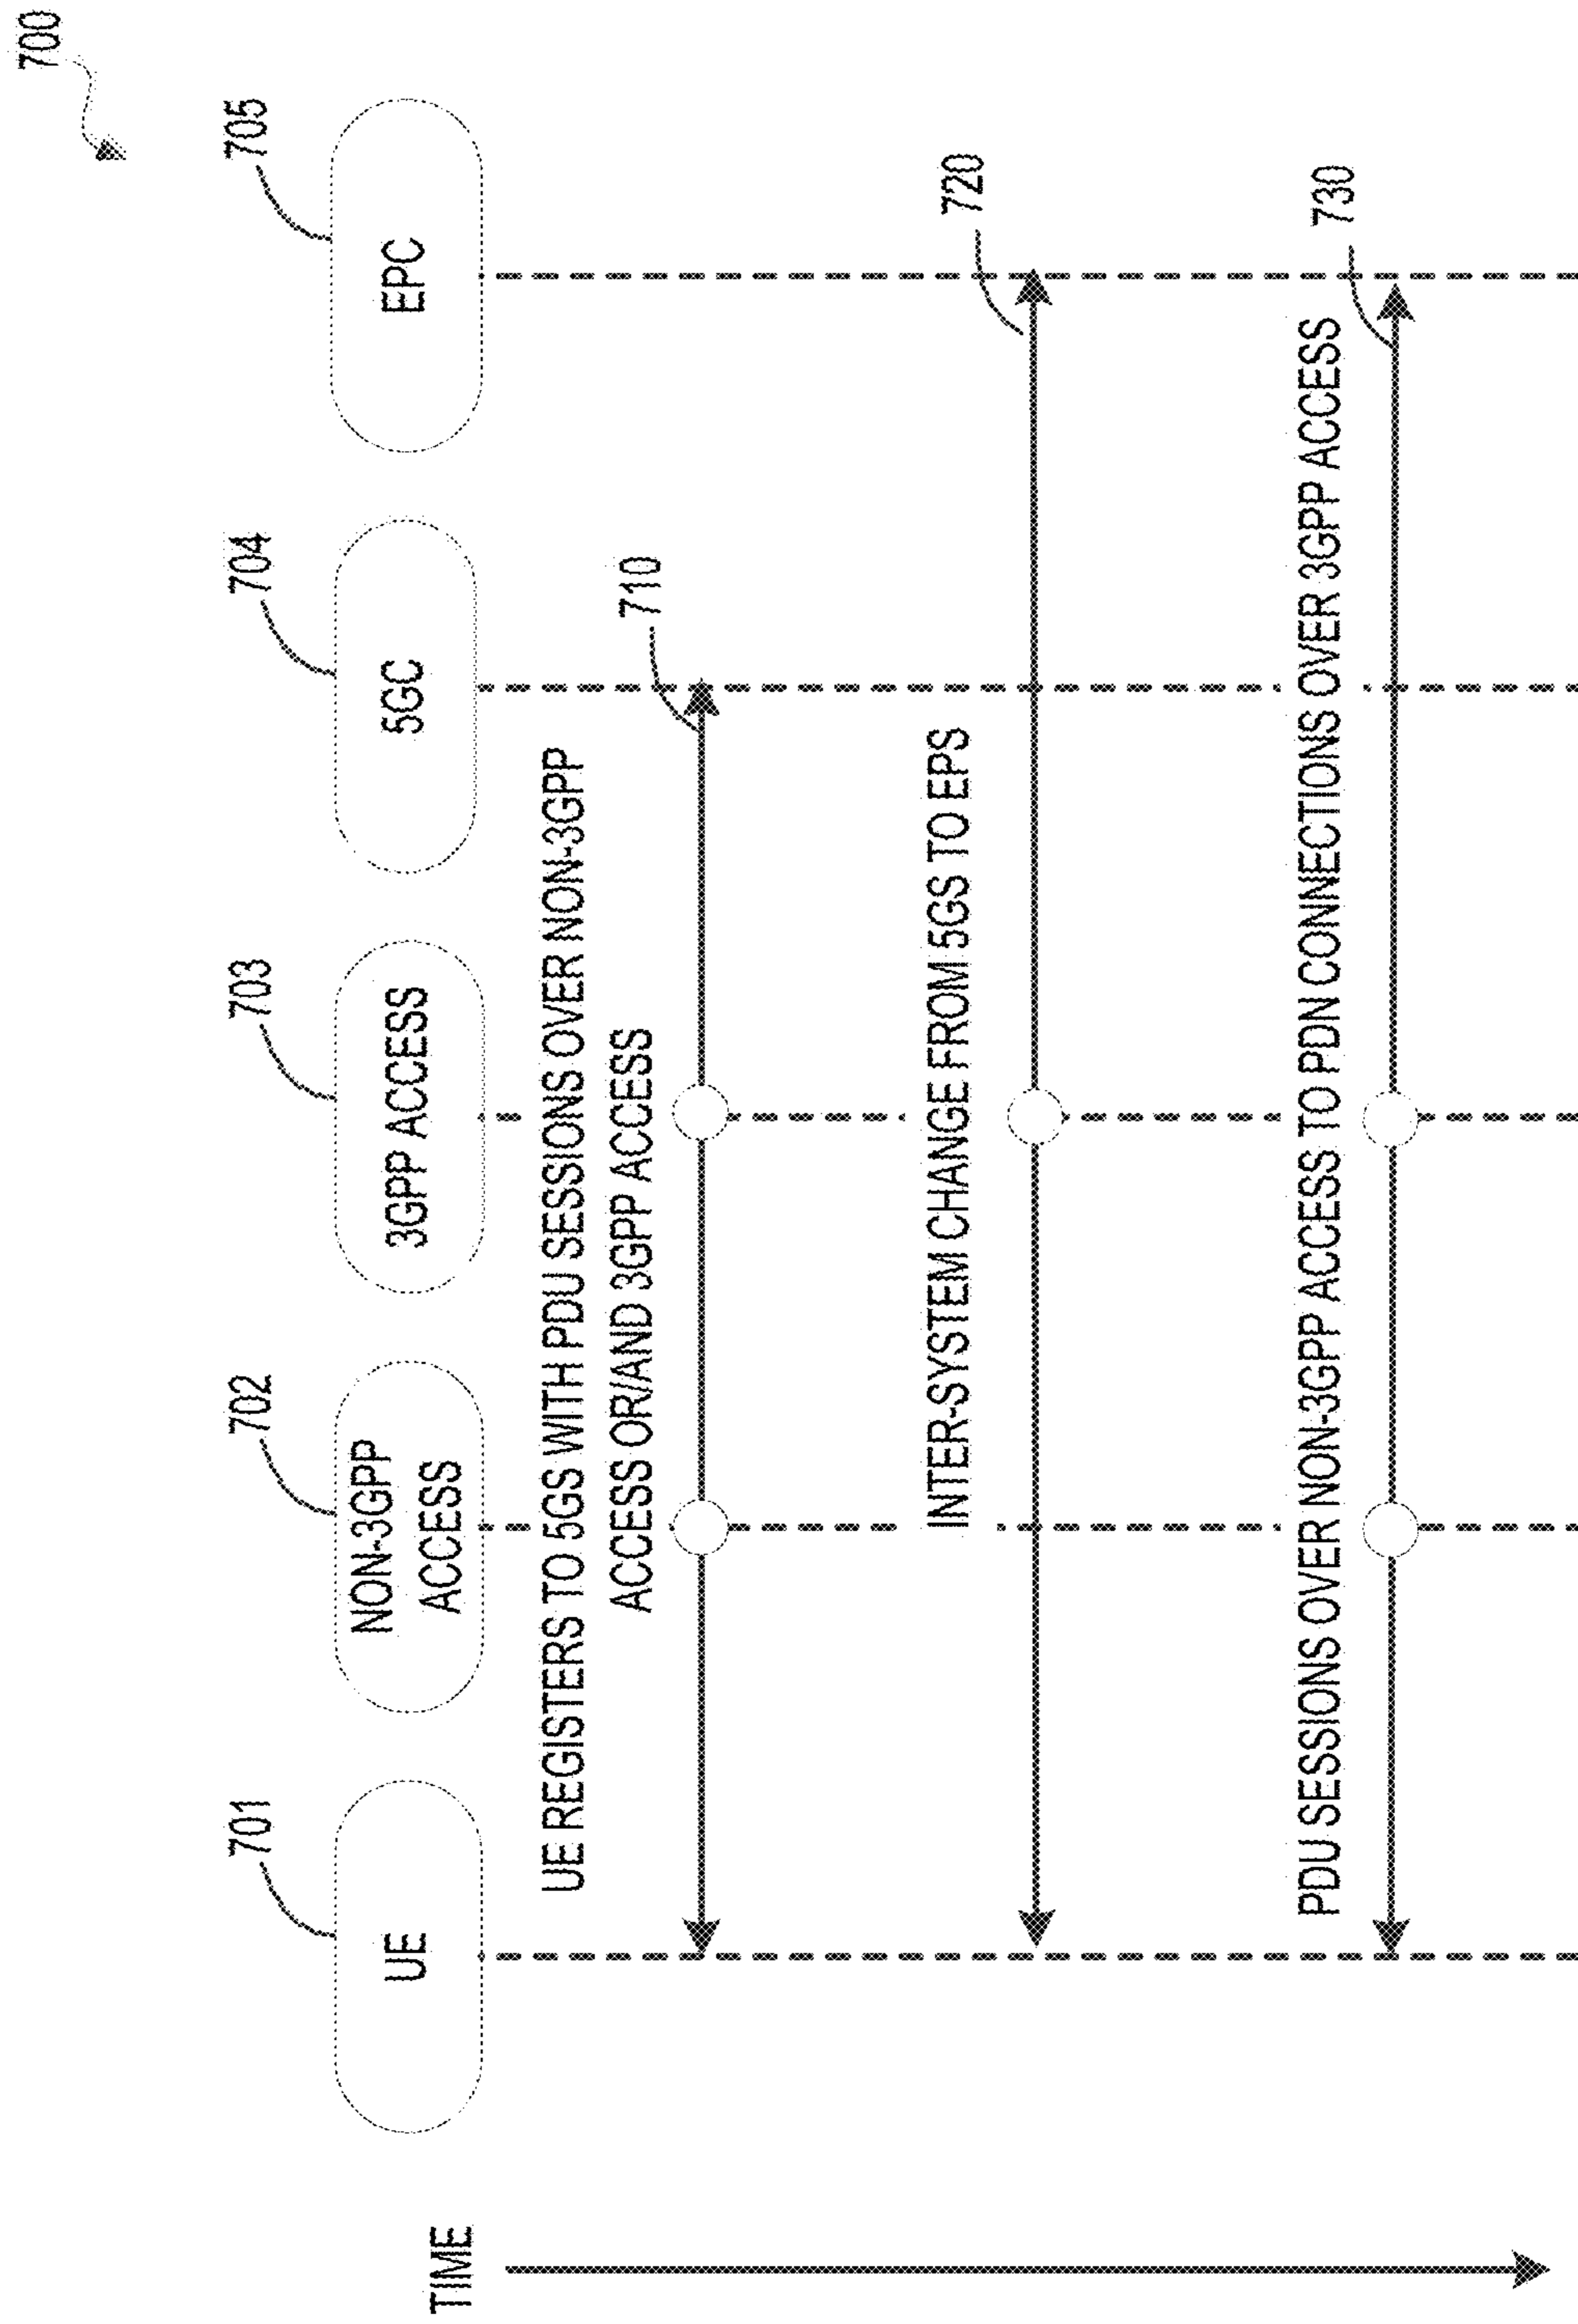 700
701
702
703
704
705
UE
NON-3GPP
ACCESS
3GPP ACCESS
5GC
EPC
TIME
UE REGISTERS TO 5GS WITH PDU SESSIONS OVER NON-3GPP
ACCESS OR/AND 3GPP ACCESS
710
INTER-SYSTEM CHANGE FROM 5GS TO EPS
720
PDU SESSIONS OVER NON-3GPP ACCESS TO PDN CONNECTIONS OVER 3GPP ACCESS
730